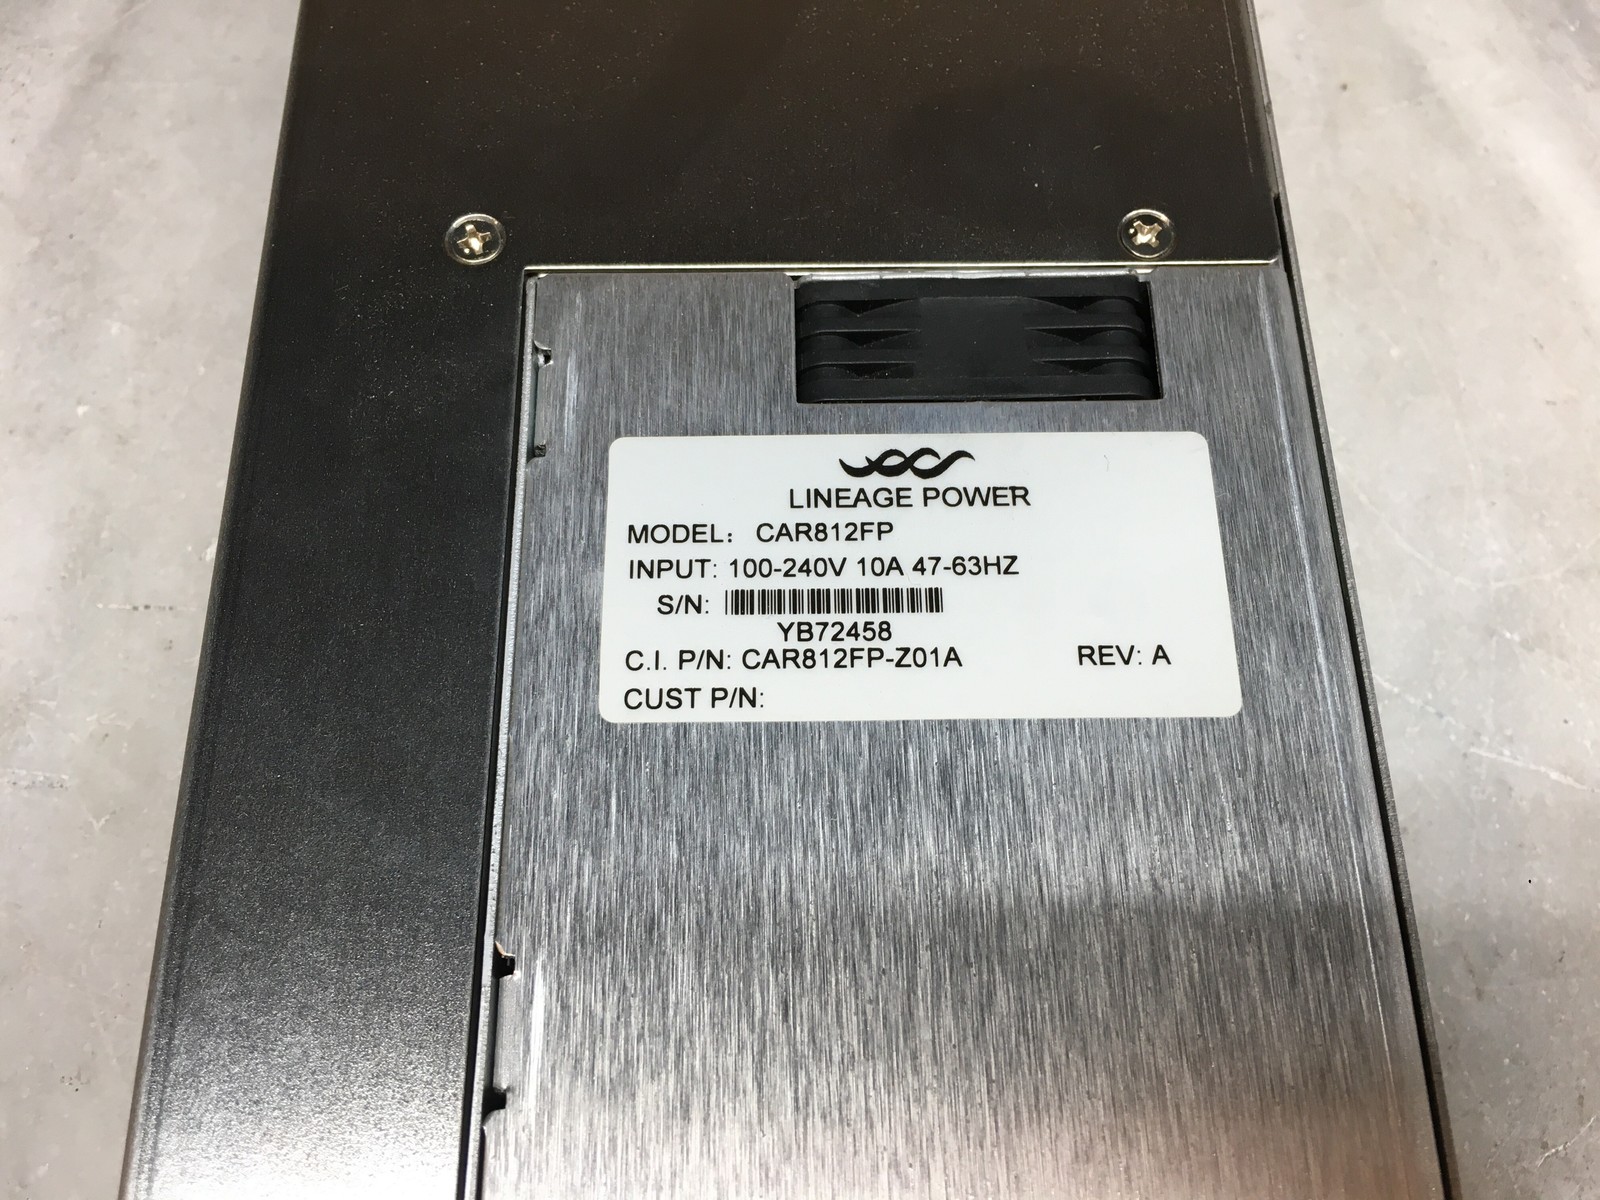 LINEAGE POWER
MODEL: CAR812FP
INPUT: 100-240V 10A 47-63HZ
S/N:
YB72458
C.I. P/N: CAR812FP-Z01A REV: A
CUST P/N: